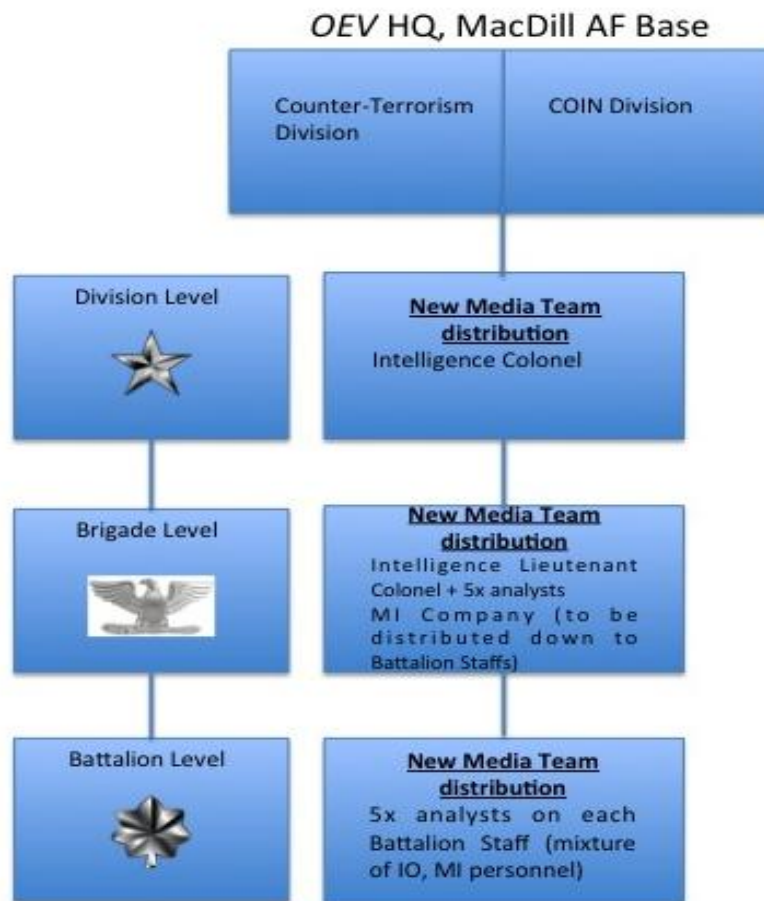 OEV HQ, MacDill AF Base
Counter-Terrorism
Division
COIN Division
Division Level
New Media Team
distribution
Intelligence Colonel
Brigade Level
New Media Team
distribution
Intelligence Lieutenant
Colonel + 5x analysts
MI Company (to be
distributed down to
Battalion Staffs)
Battalion Level
New Media Team
distribution
5x analysts on each
Battalion Staff (mixture
of IO, MI personnel)